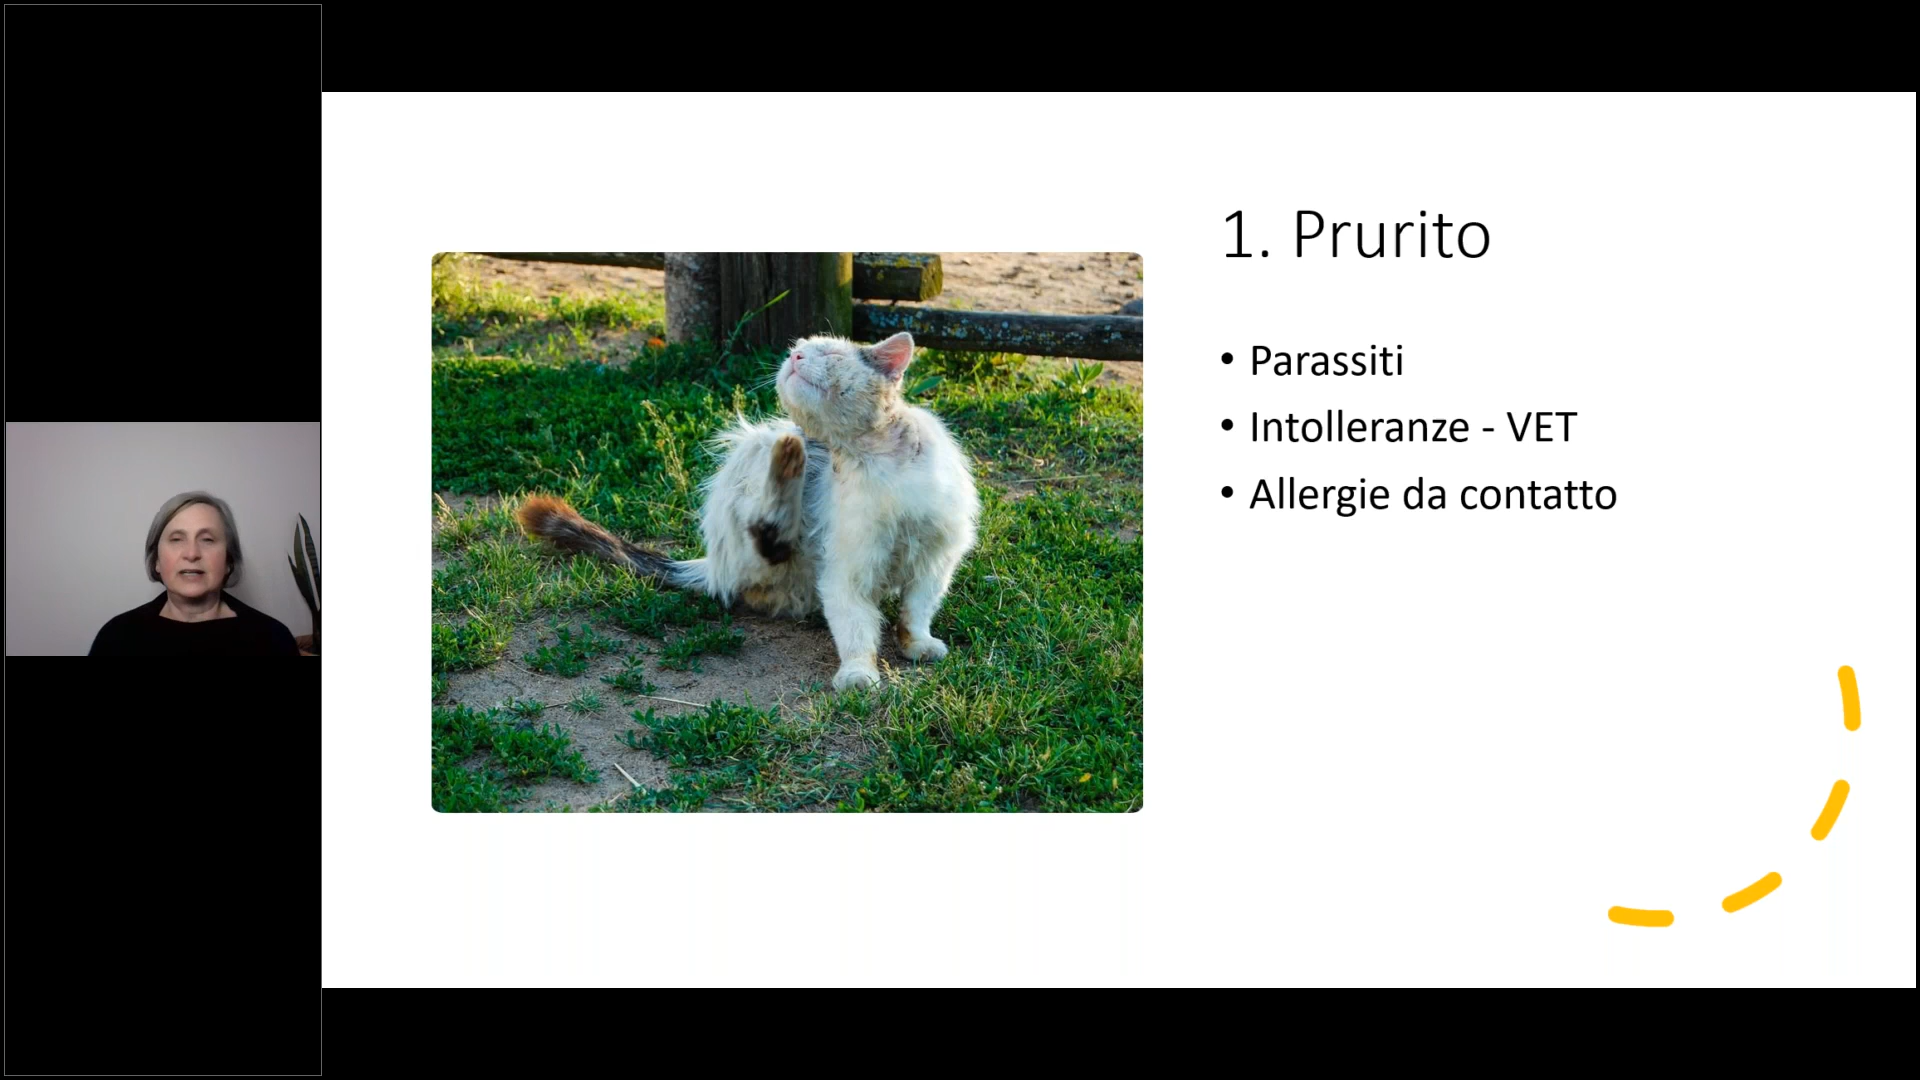 1. Prurito
• Parassiti
• Intolleranze - VET
• Allergie da contatto